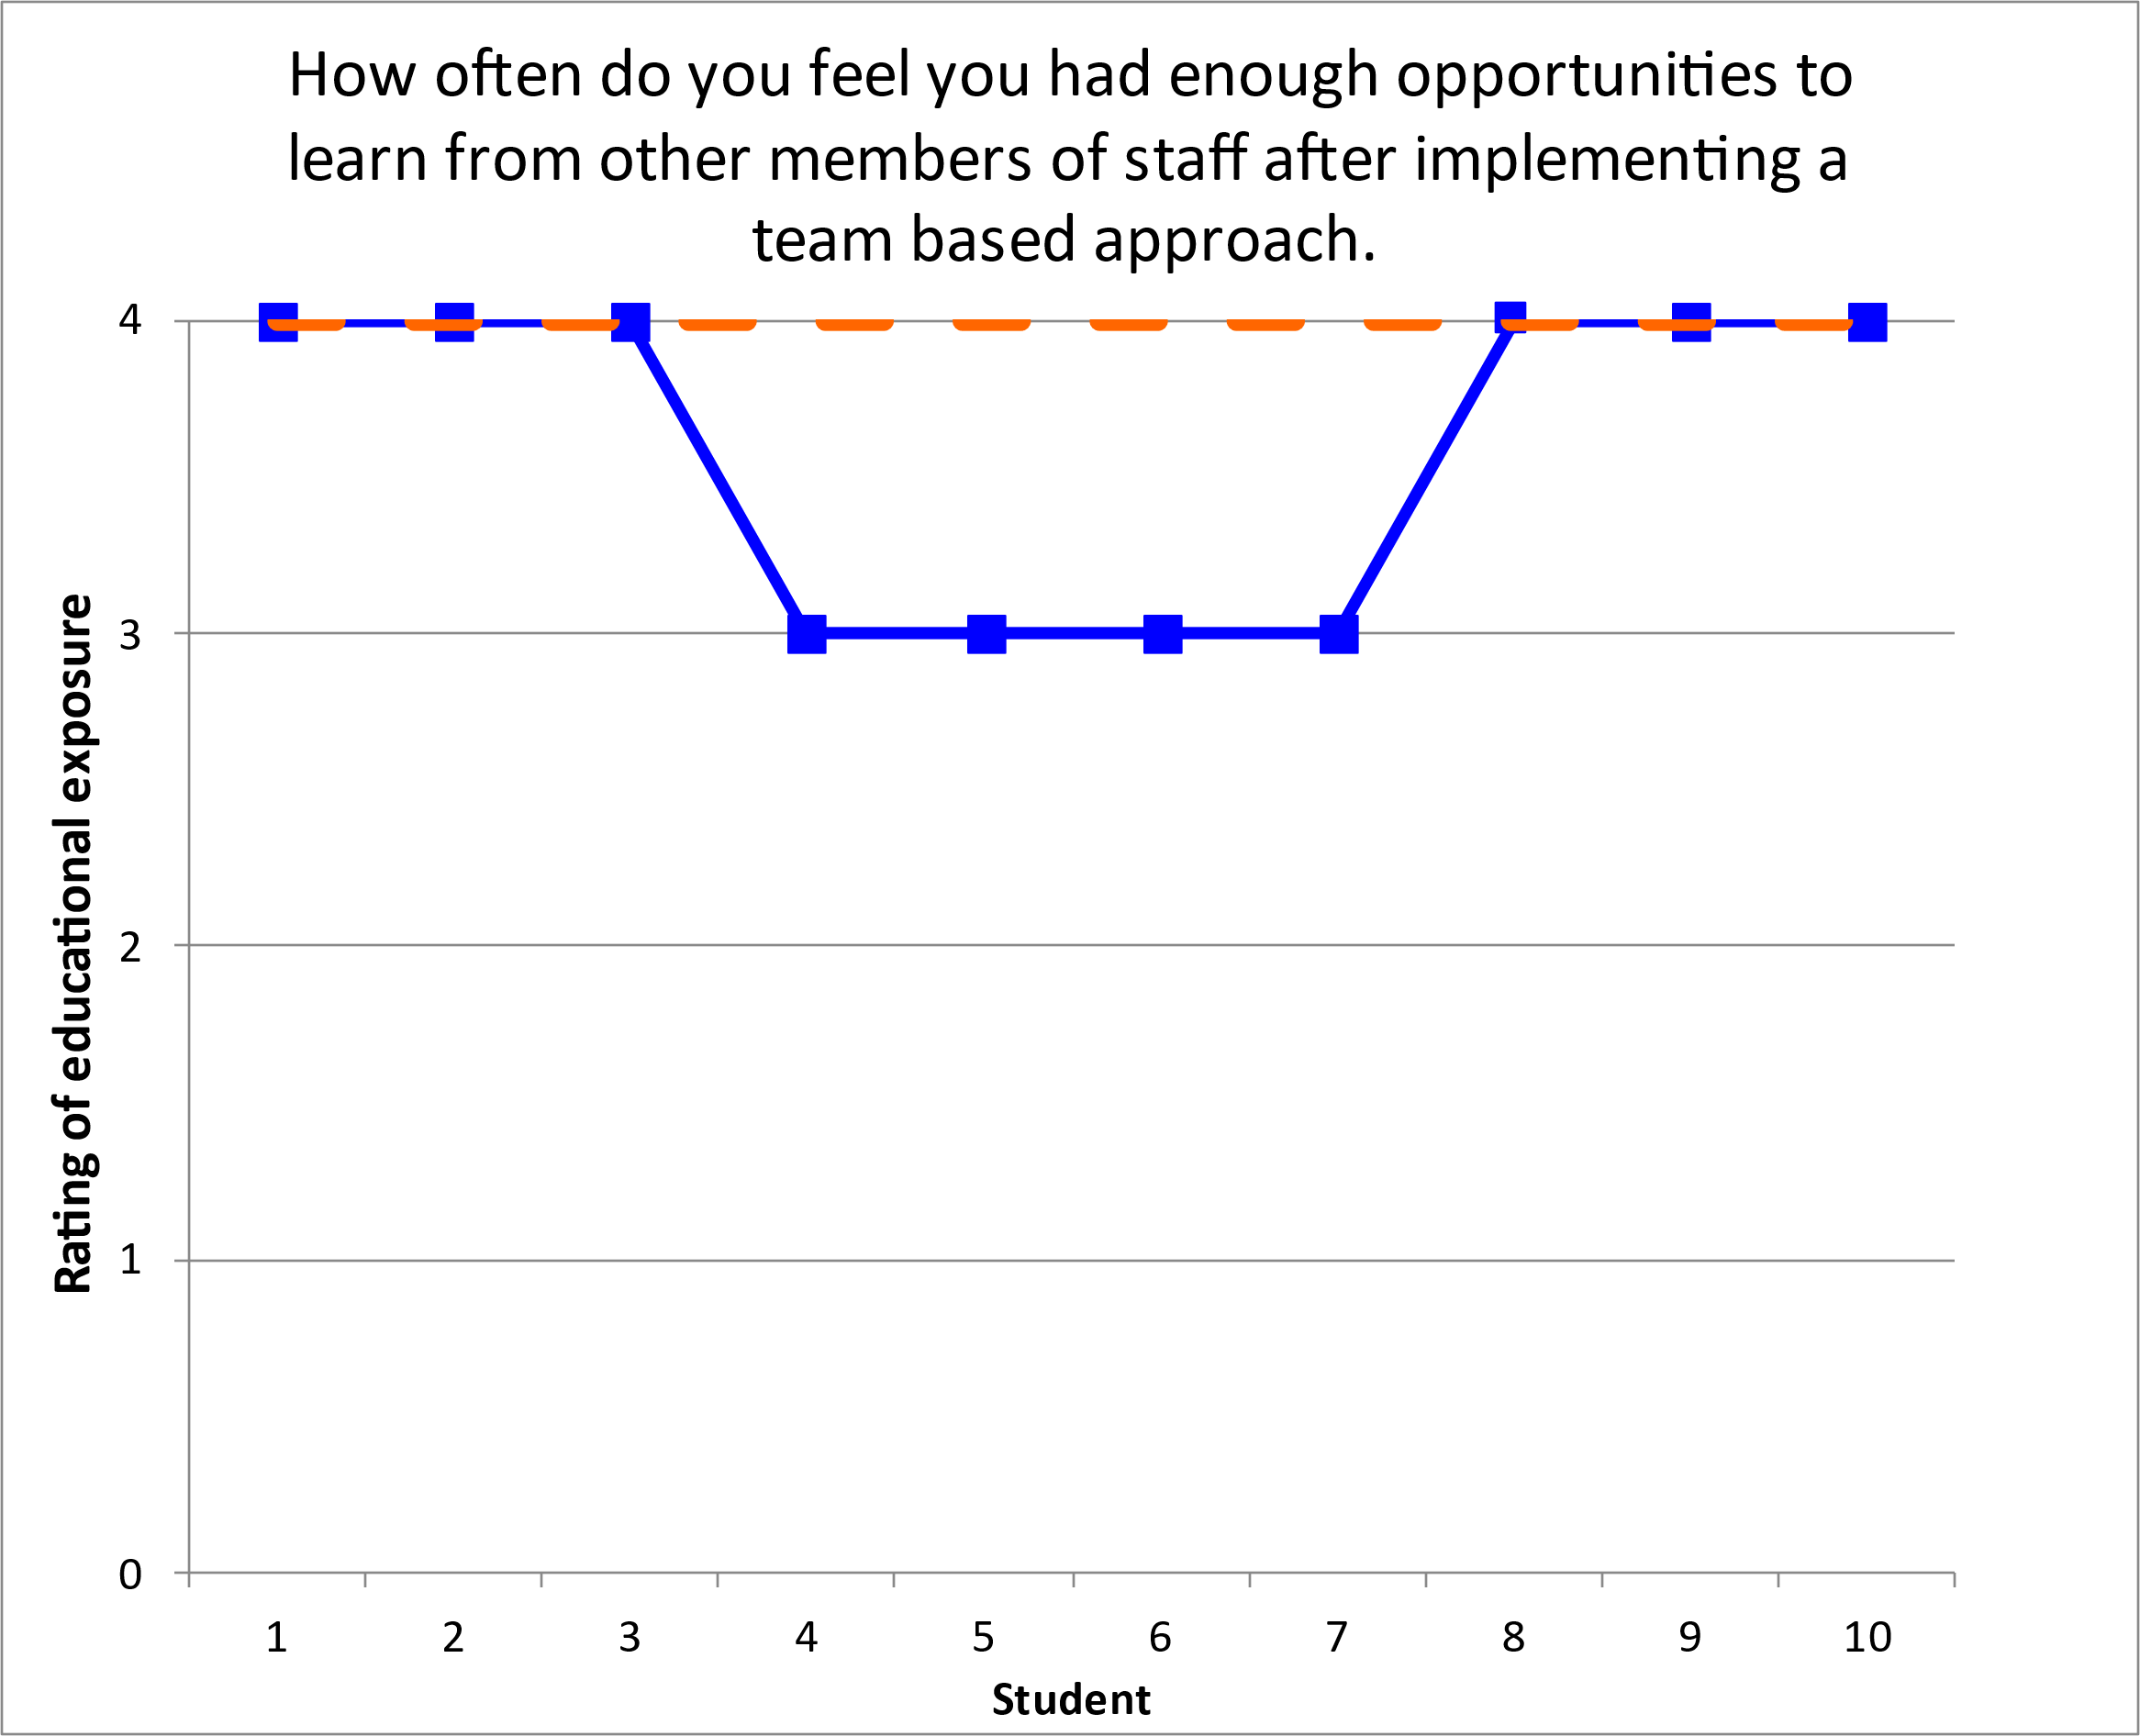 How often do you feel you had enough opportunities to
learn from other members of staff after implementing a
team based approach.
4
3
2
1
0
Rating of educational exposure
1 2 3 4 5 6 7 8 9 10
Student